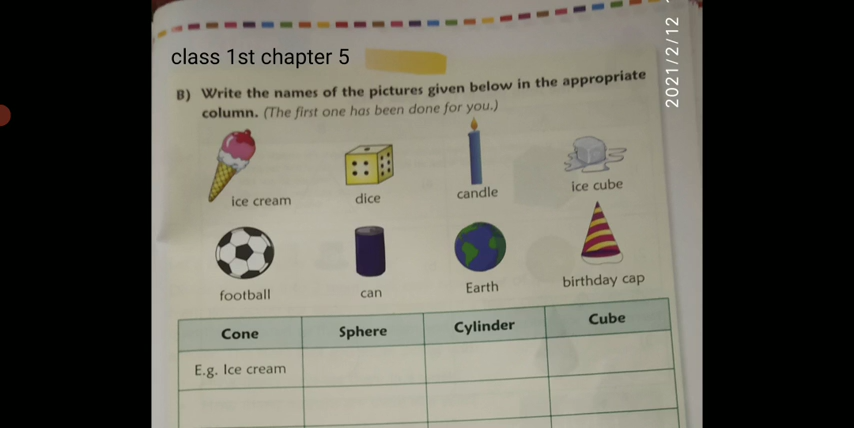 class 1st chapter 5
2021/2/12
B) Write the names of the pictures given below in the appropriate
column. (The first one has been done for you.)
ice cream dice candle ice cube
football can Earth birthday cap
Cone Sphere Cylinder Cube
E.g. Ice cream